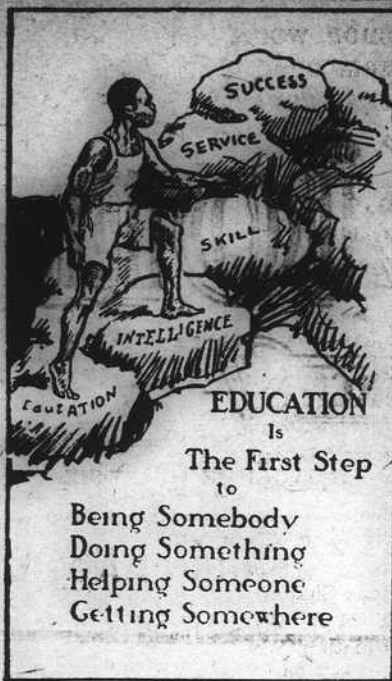 SUCCESS
SERVICE
SKILL
INTELLIGENCE
EDUCATION
EDUCATION
Is
The First Step
to
Being Somebody
Doing Something
Helping Someone
Getting Somewhere